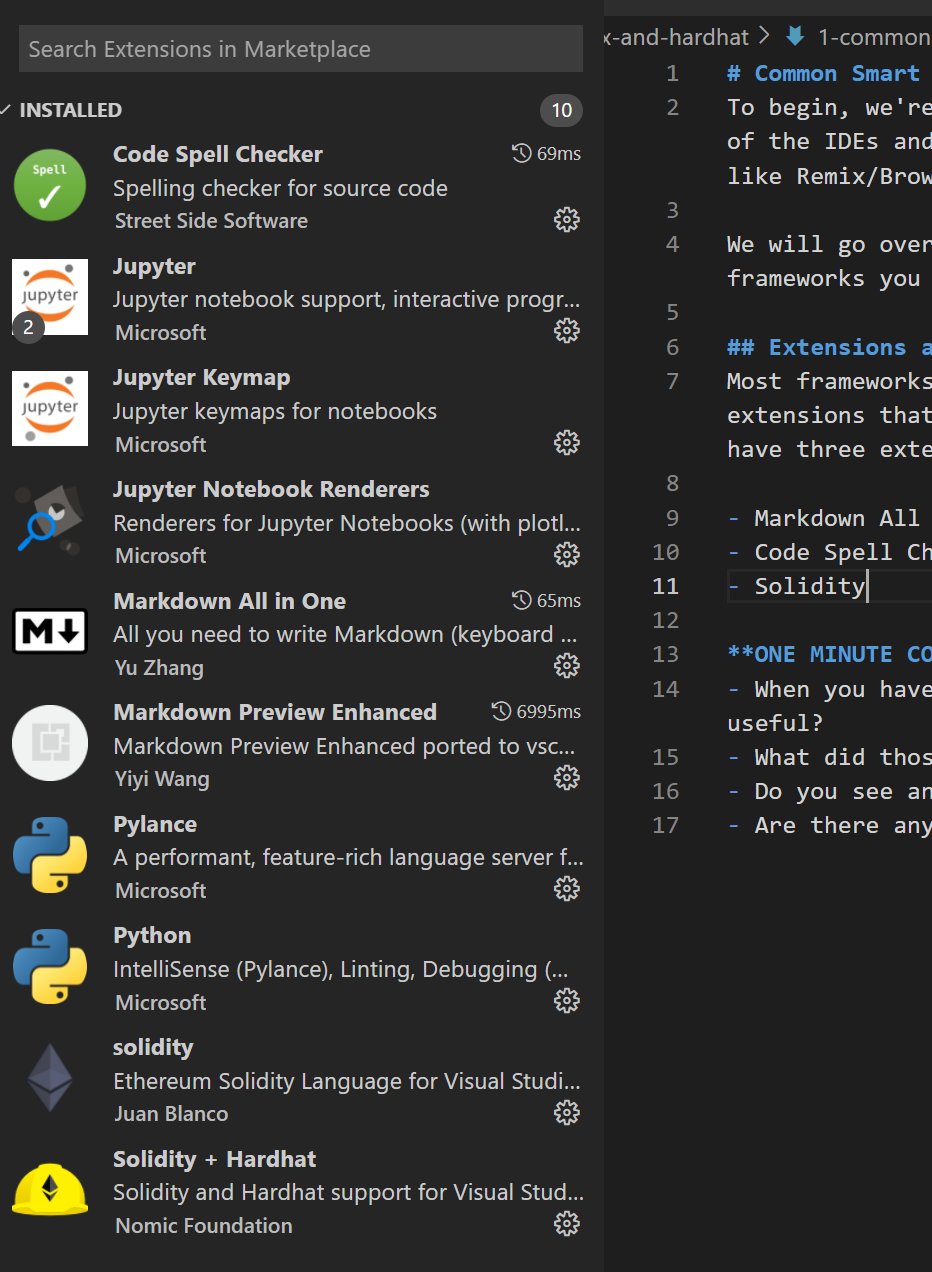 Search Extensions in Marketplace
INSTALLED
10
Spell
Code Spell Checker
69ms
Spelling checker for source code
Street Side Software
jupyter
2
Jupyter
Jupyter notebook support, interactive progr...
Microsoft
jupyter
Jupyter Keymap
Jupyter keymaps for notebooks
Microsoft
Jupyter Notebook Renderers
Renderers for Jupyter Notebooks (with plotl...
Microsoft
M
Markdown All in One
65ms
All you need to write Markdown (keyboard ...
Yu Zhang
Markdown Preview Enhanced
6995ms
Markdown Preview Enhanced ported to vsc...
Yiyi Wang
Pylance
A performant, feature-rich language server f...
Microsoft
Python
IntelliSense (Pylance), Linting, Debugging (...
Microsoft
solidity
Ethereum Solidity Language for Visual Studi...
Juan Blanco
Solidity + Hardhat
Solidity and Hardhat support for Visual Stud...
Nomic Foundation
x-and-hardhat > 1-common
1 # Common Smart
2 To begin, we're
of the IDEs and
like Remix/Brow
3
4 We will go over
frameworks you
5
6 ## Extensions a
7 Most frameworks
extensions that
have three exte
8
9 - Markdown All
10 - Code Spell Ch
11 - Solidity
12
13 **ONE MINUTE CO
14 - When you have
useful?
15 - What did thos
16 - Do you see an
17 - Are there any